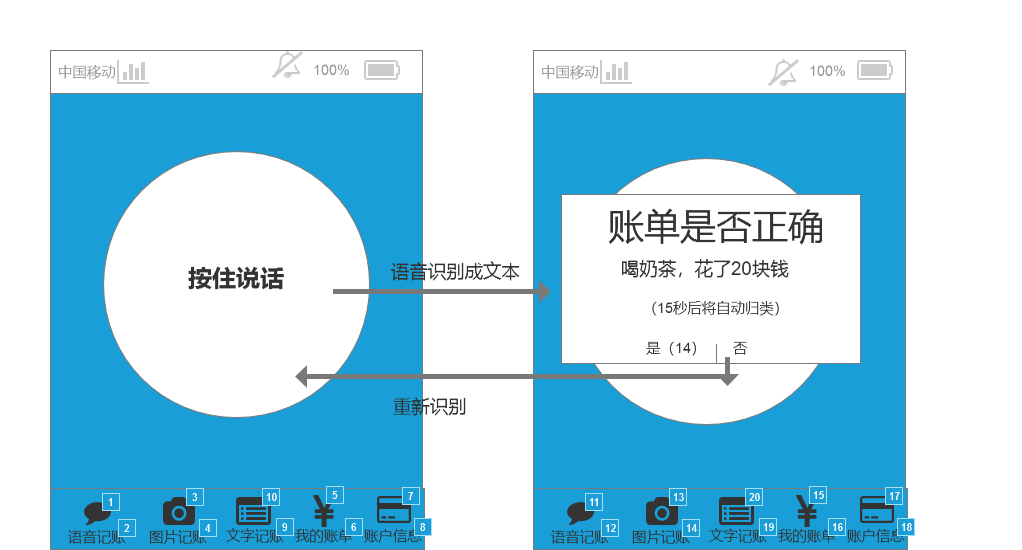 中国移动 100%
按住说话
语音识别成文本
重新识别
1 3 10 5 7
2 4 9 6 8
语音记账 图片记账 文字记账 我的账单 账户信息
中国移动 100%
账单是否正确
喝奶茶，花了20块钱
（15秒后将自动归类）
是（14） 否
11 13 20 15 17
12 14 19 16 18
语音记账 图片记账 文字记账 我的账单 账户信息